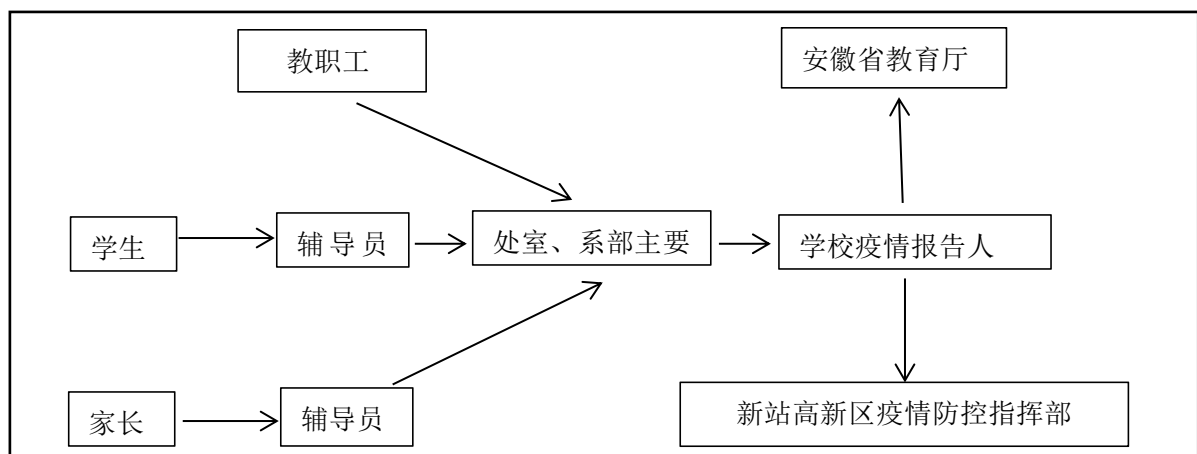 教职工
安徽省教育厅
学生
辅导员
处室、系部主要
学校疫情报告人
家长
辅导员
新站高新区疫情防控指挥部